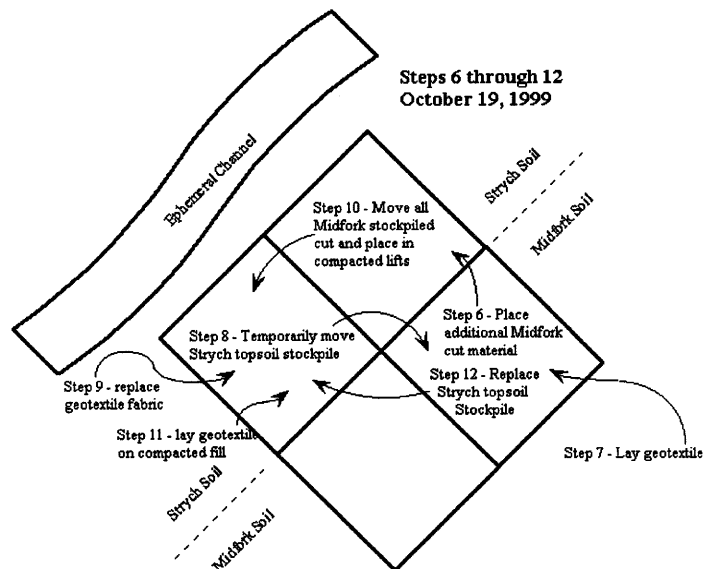 Steps 6 through 12
October 19, 1999
Ephemeral Channel
Strych Soil
Midfork Soil
Step 10 - Move all
Midfork stockpiled
cut and place in
compacted lifts
Step 6 - Place
additional Midfork
cut material
Step 8 - Temporarily move
Strych topsoil stockpile
Step 9 - replace
geotextile fabric
Step 12 - Replace
Strych topsoil
Stockpile
Step 11 - lay geotextile
on compacted fill
Step 7 - Lay geotextile
Strych Soil
Midfork Soil